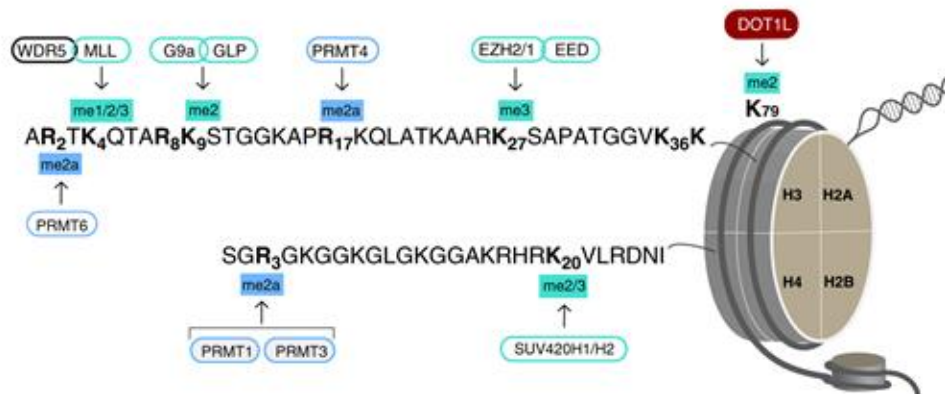 DOT1L
WDR5 MLL G9a GLP PRMT4 EZH2/1 EED
me1/2/3 me2 me2a me3 me2
K79
AR2TK4QTAR8K9STGGKAPR17KQLATKAARK27SAPATGGVK36K
me2a
PRMT6
H3 H2A
H4 H2B
SGR3GKGGKGLGKGGAKRHRK20VLRDNI
me2a me2/3
PRMT1 PRMT3 SUV420H1/H2